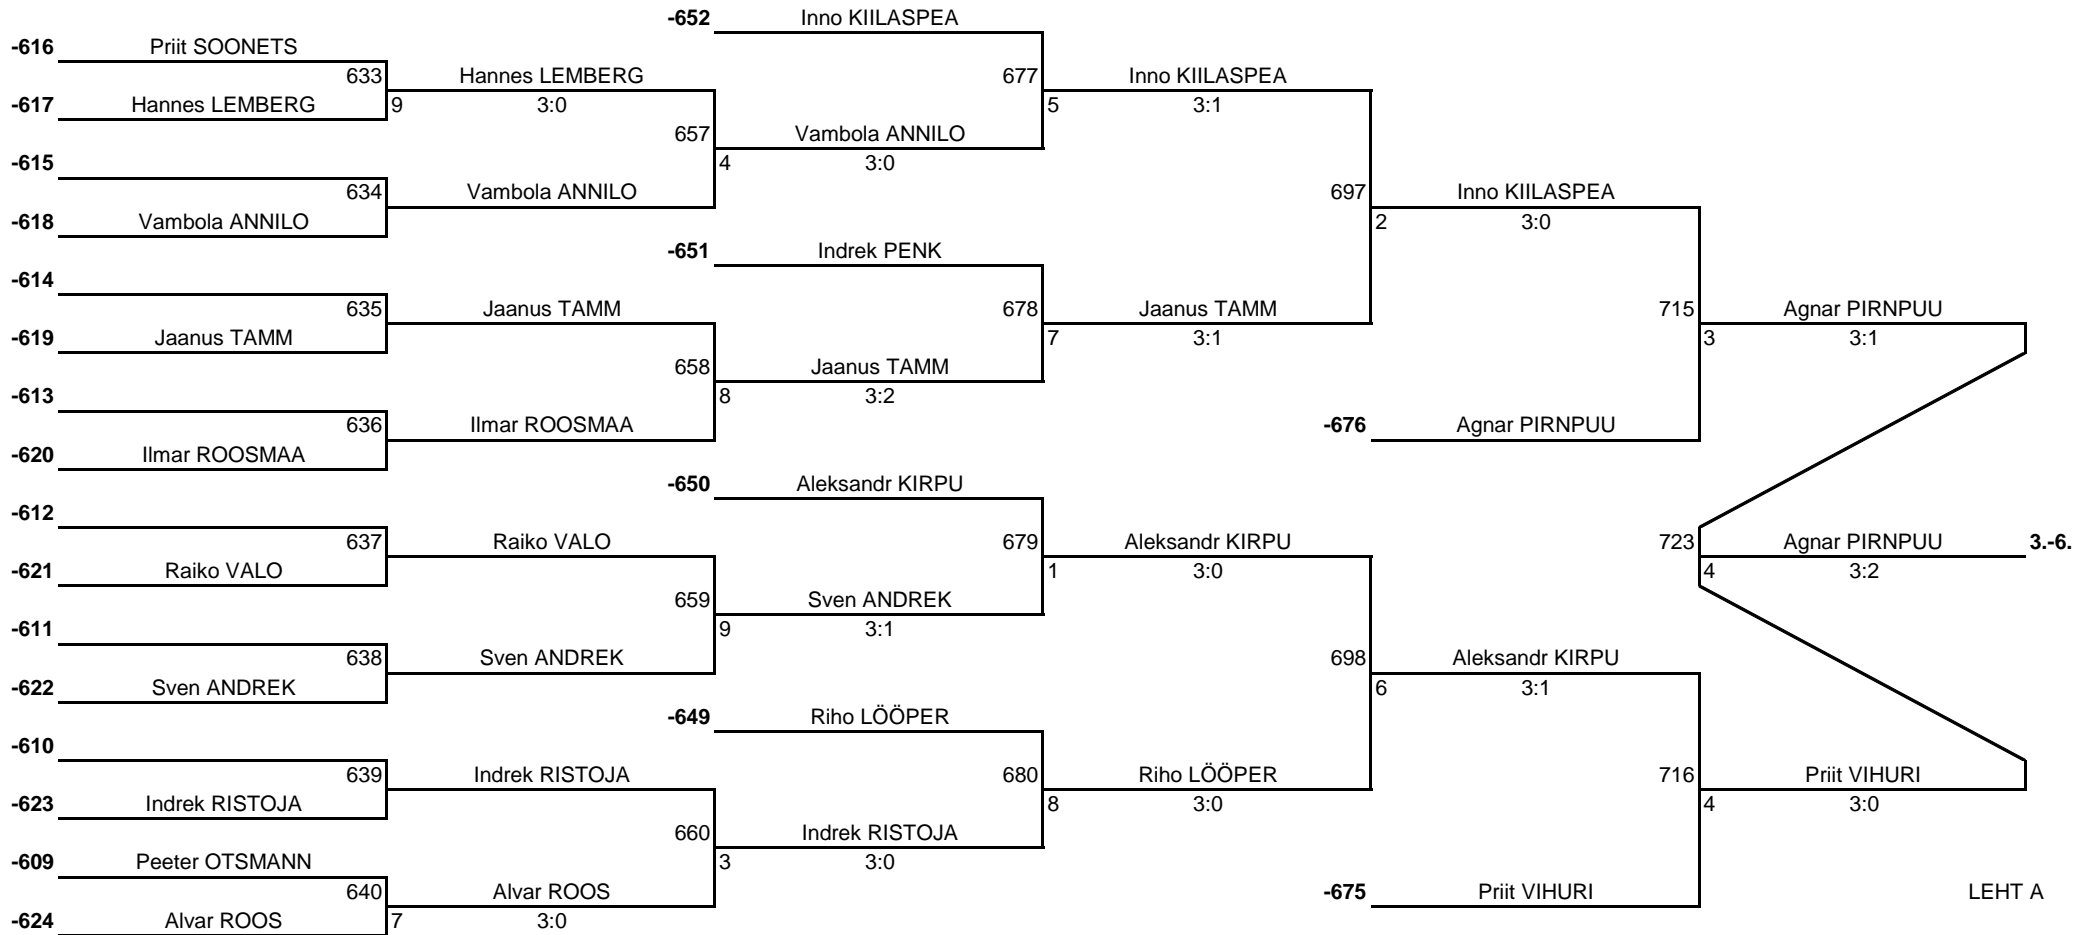 -652 Inno KIILASPEA
-616 Priit SOONETS
633 Hannes LEMBERG 677 Inno KIILASPEA
-617 Hannes LEMBERG 9 3:0 5 3:1
657 Vambola ANNILO
-615 4 3:0
634 Vambola ANNILO 697 Inno KIILASPEA
-618 Vambola ANNILO 2 3:0
-651 Indrek PENK
-614
635 Jaanus TAMM 678 Jaanus TAMM 715 Agnar PIRNPUU
-619 Jaanus TAMM 7 3:1 3 3:1
658 Jaanus TAMM
-613 8 3:2
636 Ilmar ROOSMAA -676 Agnar PIRNPUU
-620 Ilmar ROOSMAA
-650 Aleksandr KIRPU
-612
637 Raiko VALO 679 Aleksandr KIRPU 723 Agnar PIRNPUU 3.-6.
-621 Raiko VALO 1 3:0 4 3:2
659 Sven ANDREK
-611 9 3:1
638 Sven ANDREK 698 Aleksandr KIRPU
-622 Sven ANDREK 6 3:1
-649 Riho LÖÖPER
-610
639 Indrek RISTOJA 680 Riho LÖÖPER 716 Priit VIHURI
-623 Indrek RISTOJA 8 3:0 4 3:0
660 Indrek RISTOJA
-609 Peeter OTSMANN 3 3:0
640 Alvar ROOS -675 Priit VIHURI LEHT A
-624 Alvar ROOS 7 3:0